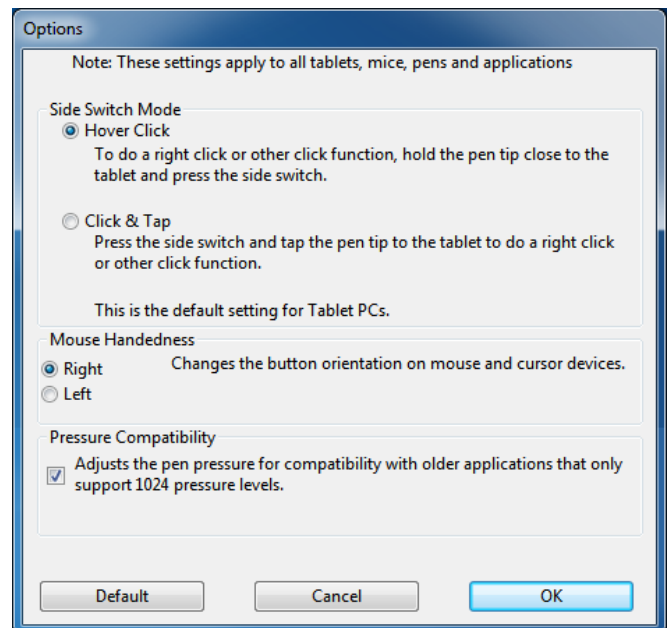 Options
Note: These settings apply to all tablets, mice, pens and applications
Side Switch Mode
Hover Click
To do a right click or other click function, hold the pen tip close to the
tablet and press the side switch.
Click & Tap
Press the side switch and tap the pen tip to the tablet to do a right click
or other click function.
This is the default setting for Tablet PCs.
Mouse Handedness
Right
Changes the button orientation on mouse and cursor devices.
Left
Pressure Compatibility
Adjusts the pen pressure for compatibility with older applications that only
support 1024 pressure levels.
Default
Cancel
OK